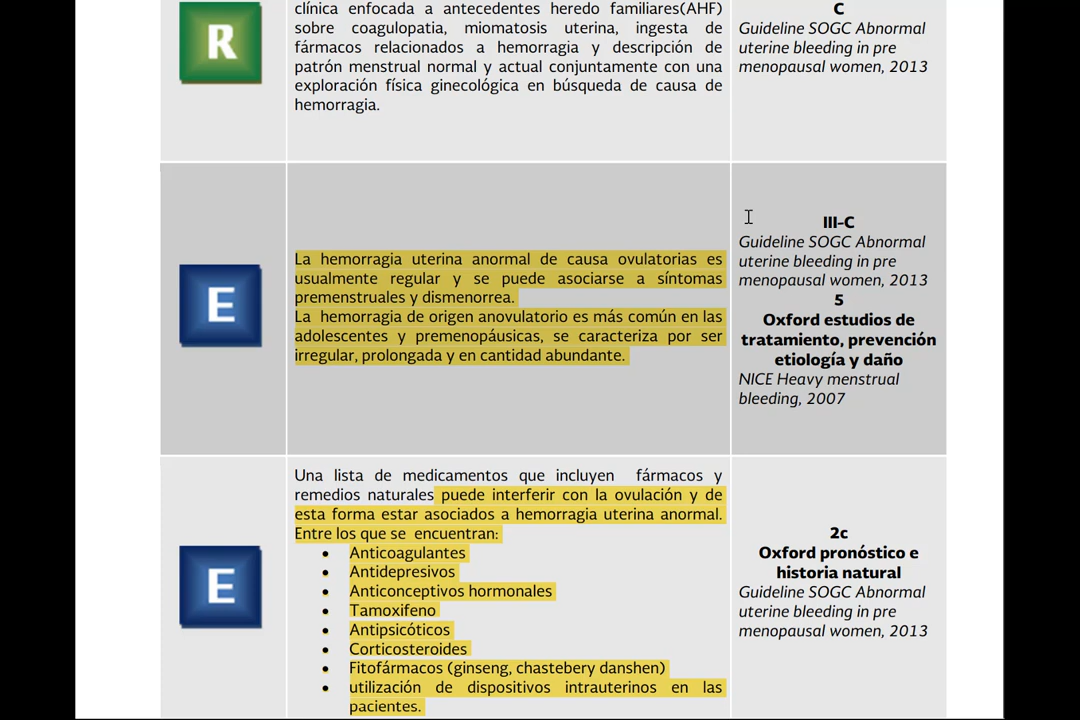 R
clínica enfocada a antecedentes heredo familiares(AHF)
sobre coagulopatia, miomatosis uterina, ingesta de
fármacos relacionados a hemorragia y descripción de
patrón menstrual normal y actual conjuntamente con una
exploración física ginecológica en búsqueda de causa de
hemorragia.
C
Guideline SOGC Abnormal
uterine bleeding in pre
menopausal women, 2013
E
La hemorragia uterina anormal de causa ovulatorias es
usualmente regular y se puede asociarse a síntomas
premenstruales y dismenorrea.
La hemorragia de origen anovulatorio es más común en las
adolescentes y premenopáusicas, se caracteriza por ser
irregular, prolongada y en cantidad abundante.
III-C
Guideline SOGC Abnormal
uterine bleeding in pre
menopausal women, 2013
5
Oxford estudios de
tratamiento, prevención
etiología y daño
NICE Heavy menstrual
bleeding, 2007
E
Una lista de medicamentos que incluyen fármacos y
remedios naturales puede interferir con la ovulación y de
esta forma estar asociados a hemorragia uterina anormal.
Entre los que se encuentran:
• Anticoagulantes
• Antidepresivos
• Anticonceptivos hormonales
• Tamoxifeno
• Antipsicóticos
• Corticosteroides
• Fitofármacos (ginseng, chastebery danshen)
• utilización de dispositivos intrauterinos en las
pacientes.
2c
Oxford pronóstico e
historia natural
Guideline SOGC Abnormal
uterine bleeding in pre
menopausal women, 2013